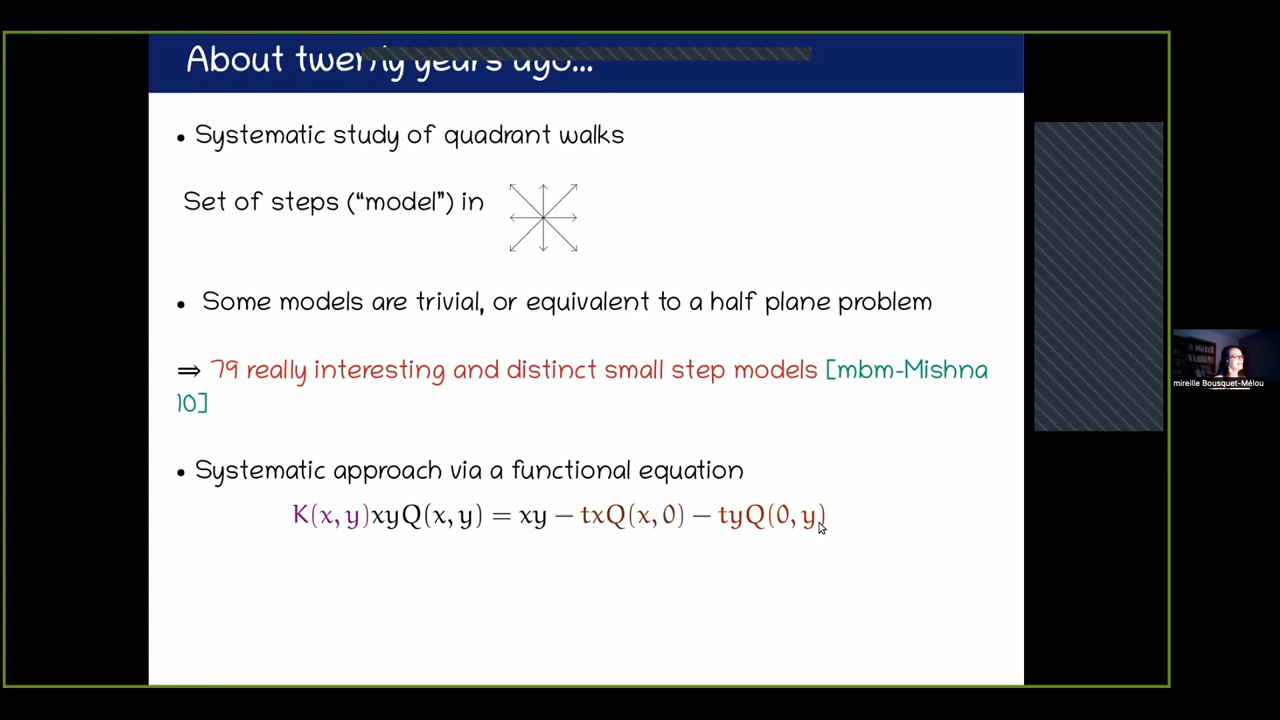 About twenty years ago...
• Systematic study of quadrant walks
Set of steps (“model”) in
• Some models are trivial, or equivalent to a half plane problem
⇒ 79 really interesting and distinct small step models [mbm-Mishna
10]
• Systematic approach via a functional equation
K(x, y)xyQ(x, y) = xy − txQ(x, 0) − tyQ(0, y)
mireille Bousquet-Mélou